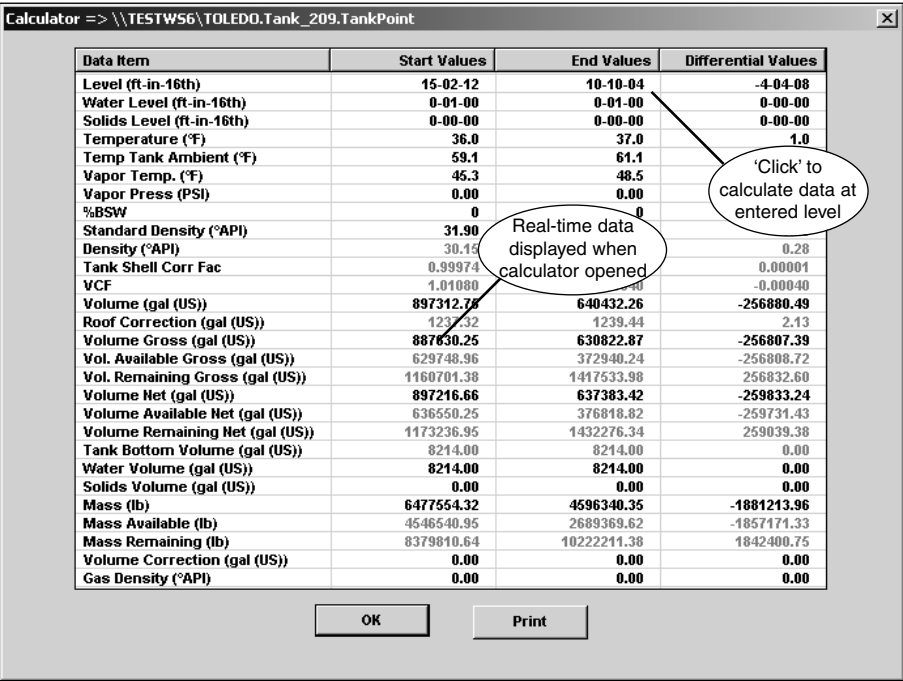 Calculator => \\TESTWS6\TOLEDO.Tank_209.TankPoint
Data Item Start Values End Values Differential Values
Level (ft-in-16th) 15-02-12 10-10-04 -4-04-08
Water Level (ft-in-16th) 0-01-00 0-01-00 0-00-00
Solids Level (ft-in-16th) 0-00-00 0-00-00 0-00-00
Temperature (°F) 36.0 37.0 1.0
Temp Tank Ambient (°F) 59.1 61.1
Vapor Temp. (°F) 45.3 48.5
Vapor Press (PSI) 0.00 0.00
%BSW 0 0
Standard Density (°API) 31.90
Density (°API) 30.15 0.28
Tank Shell Corr Fac 0.99974 0.00001
VCF 1.01080 -0.00040
Volume (gal (US)) 897312.75 640432.26 -256880.49
Roof Correction (gal (US)) 1237.32 1239.44 2.13
Volume Gross (gal (US)) 887630.25 630822.87 -256807.39
Vol. Available Gross (gal (US)) 629748.96 372940.24 -256808.72
Vol. Remaining Gross (gal (US)) 1160701.38 1417533.98 256832.60
Volume Net (gal (US)) 897216.66 637383.42 -259833.24
Volume Available Net (gal (US)) 636550.25 376818.82 -259731.43
Volume Remaining Net (gal (US)) 1173236.95 1432276.34 259039.38
Tank Bottom Volume (gal (US)) 8214.00 8214.00 0.00
Water Volume (gal (US)) 8214.00 8214.00 0.00
Solids Volume (gal (US)) 0.00 0.00 0.00
Mass (lb) 6477554.32 4596340.35 -1881213.96
Mass Available (lb) 4546540.95 2689369.62 -1857171.33
Mass Remaining (lb) 8379810.64 10222211.38 1842400.75
Volume Correction (gal (US)) 0.00 0.00 0.00
Gas Density (°API) 0.00 0.00 0.00
'Click' to
calculate data at
entered level
Real-time data
displayed when
calculator opened
OK Print